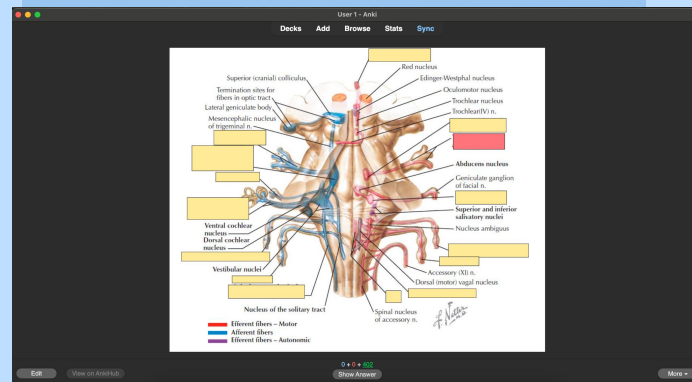 User 1 - Anki
Decks Add Browse Stats Sync
Red nucleus
Superior (cranial) colliculus
Edinger-Westphal nucleus
Termination sites for
fibers in optic tract
Oculomotor nucleus
Lateral geniculate body
Trochlear nucleus
Mesencephalic nucleus
of trigeminal n.
Trochlear(IV) n.
Abducens nucleus
Geniculate ganglion
of facial n.
Superior and inferior
salivatory nuclei
Ventral cochlear
nucleus
Nucleus ambiguus
Dorsal cochlear
nucleus
Vestibular nuclei
Accessory (XI) n.
Dorsal (motor) vagal nucleus
Nucleus of the solitary tract
Spinal nucleus
of accessory n.
Efferent fibers – Motor
Afferent fibers
Efferent fibers – Autonomic
0 + 0 + 402
Edit View on AnkiHub Show Answer More